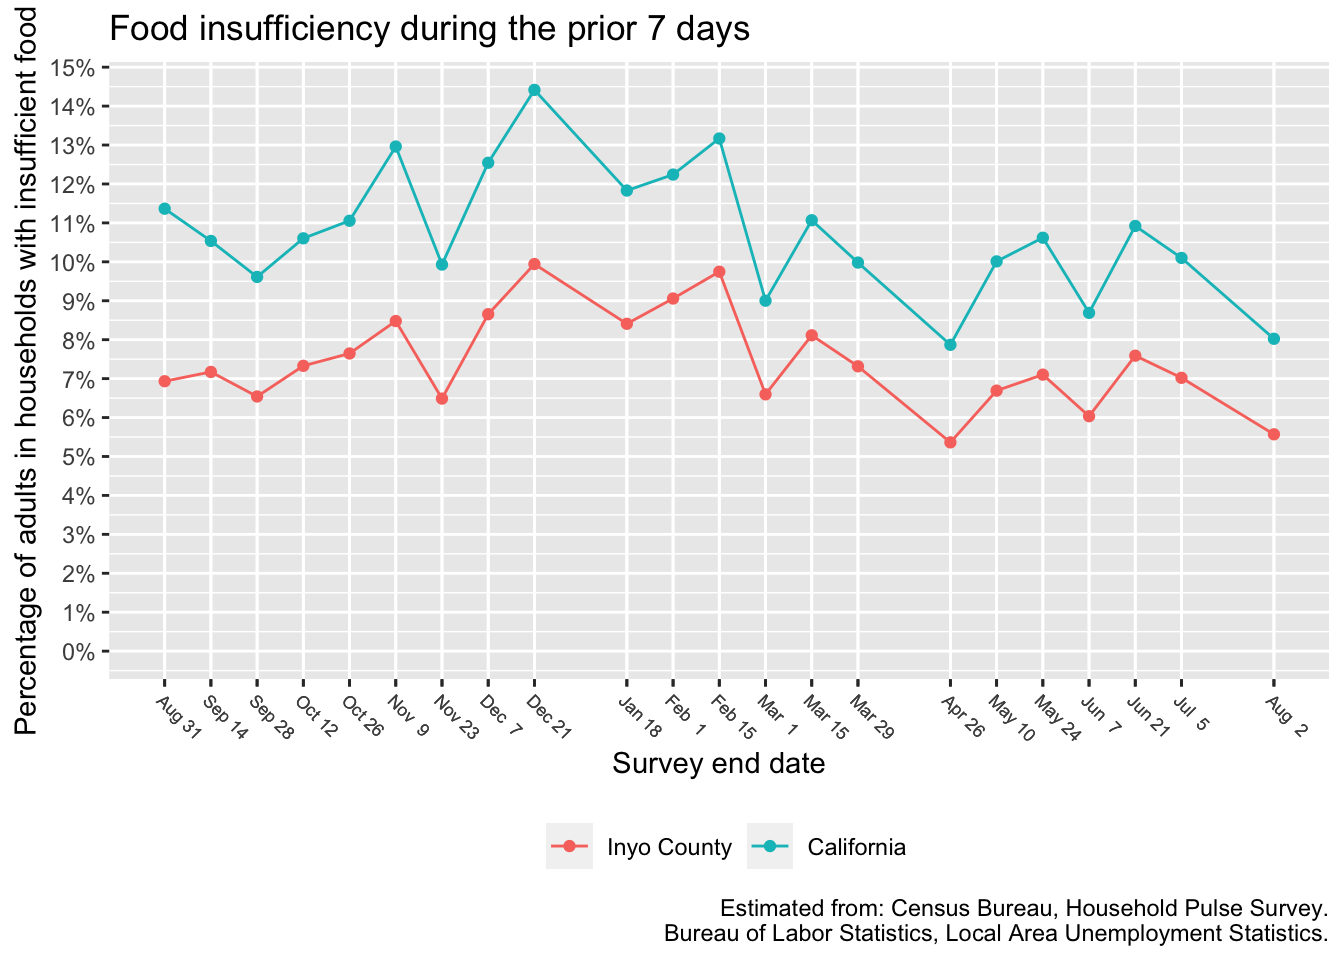 Food insufficiency during the prior 7 days
Percentage of adults in households with insufficient food
15%
14%
13%
12%
11%
10%
9%
8%
7%
6%
5%
4%
3%
2%
1%
0%
Aug 31
Sep 14
Sep 28
Oct 12
Oct 26
Nov 9
Nov 23
Dec 7
Dec 21
Jan 18
Feb 1
Feb 15
Mar 1
Mar 15
Mar 29
Apr 26
May 10
May 24
Jun 7
Jun 21
Jul 5
Aug 2
Survey end date
Inyo County
California
Estimated from: Census Bureau, Household Pulse Survey.
Bureau of Labor Statistics, Local Area Unemployment Statistics.